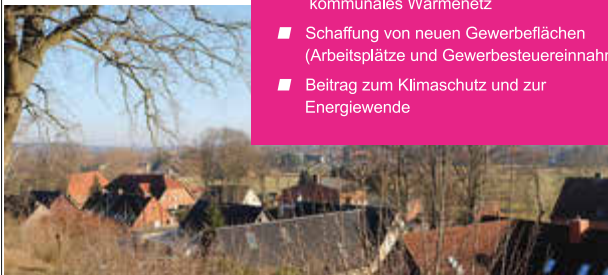 kommunales Wärmenetz
Schaffung von neuen Gewerbeflächen
(Arbeitsplätze und Gewerbesteuereinnahm
Beitrag zum Klimaschutz und zur
Energiewende